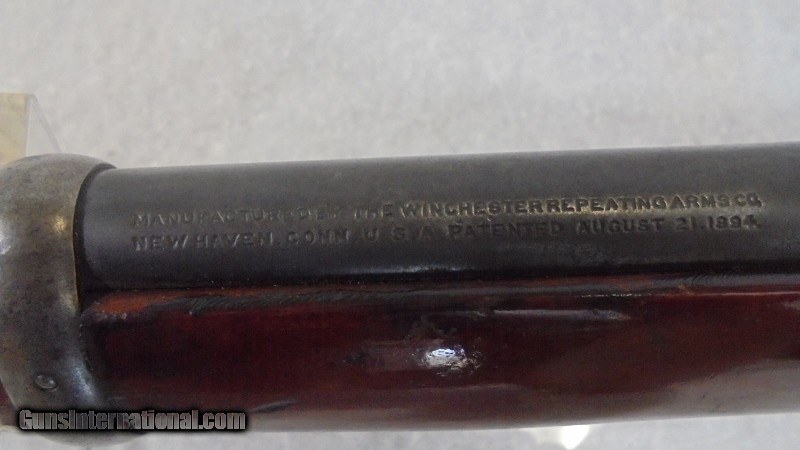 MANUFACTURED BY THE WINCHESTER REPEATING ARMS CO.
NEW HAVEN. CONN. U.S.A. PATENTED AUGUST 21.1894.
GunsInternational.com